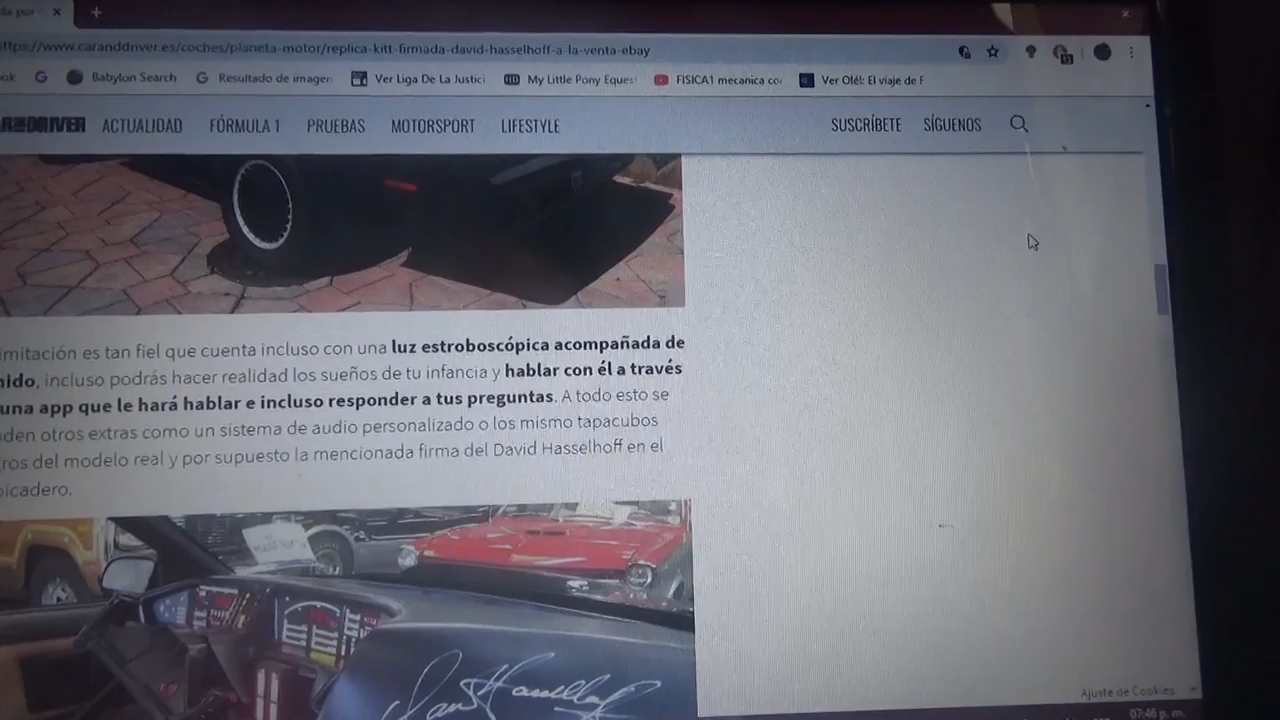 ttps://www.caranddriver.es/coches/planeta-motor/replica-kitt-firmada-david-hasselhoff-a-la-venta-ebay
ok Babylon Search Resultado de imagen Ver Liga De La Justici My Little Pony Eques FISICA1 mecanica co Ver Olé!: El viaje de F
AR DRIVER ACTUALIDAD FÓRMULA 1 PRUEBAS MOTORSPORT LIFESTYLE SUSCRÍBETE SÍGUENOS
imitación es tan fiel que cuenta incluso con una luz estroboscópica acompañada de
nido, incluso podrás hacer realidad los sueños de tu infancia y hablar con él a través
una app que le hará hablar e incluso responder a tus preguntas. A todo esto se
den otros extras como un sistema de audio personalizado o los mismo tapacubos
ros del modelo real y por supuesto la mencionada firma del David Hasselhoff en el
picadero.
Ajuste de Cookies
07:46 p. m.